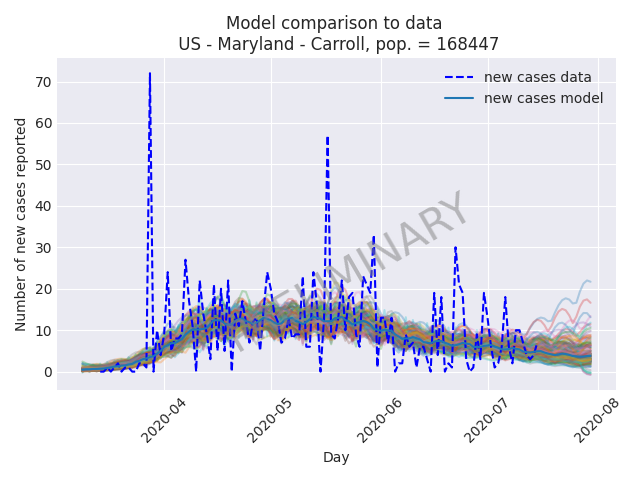 Model comparison to data
US - Maryland - Carroll, pop. = 168447
new cases data
new cases model
Number of new cases reported
70
60
50
40
30
20
10
0
PRELIMINARY
2020-04
2020-05
2020-06
2020-07
2020-08
Day